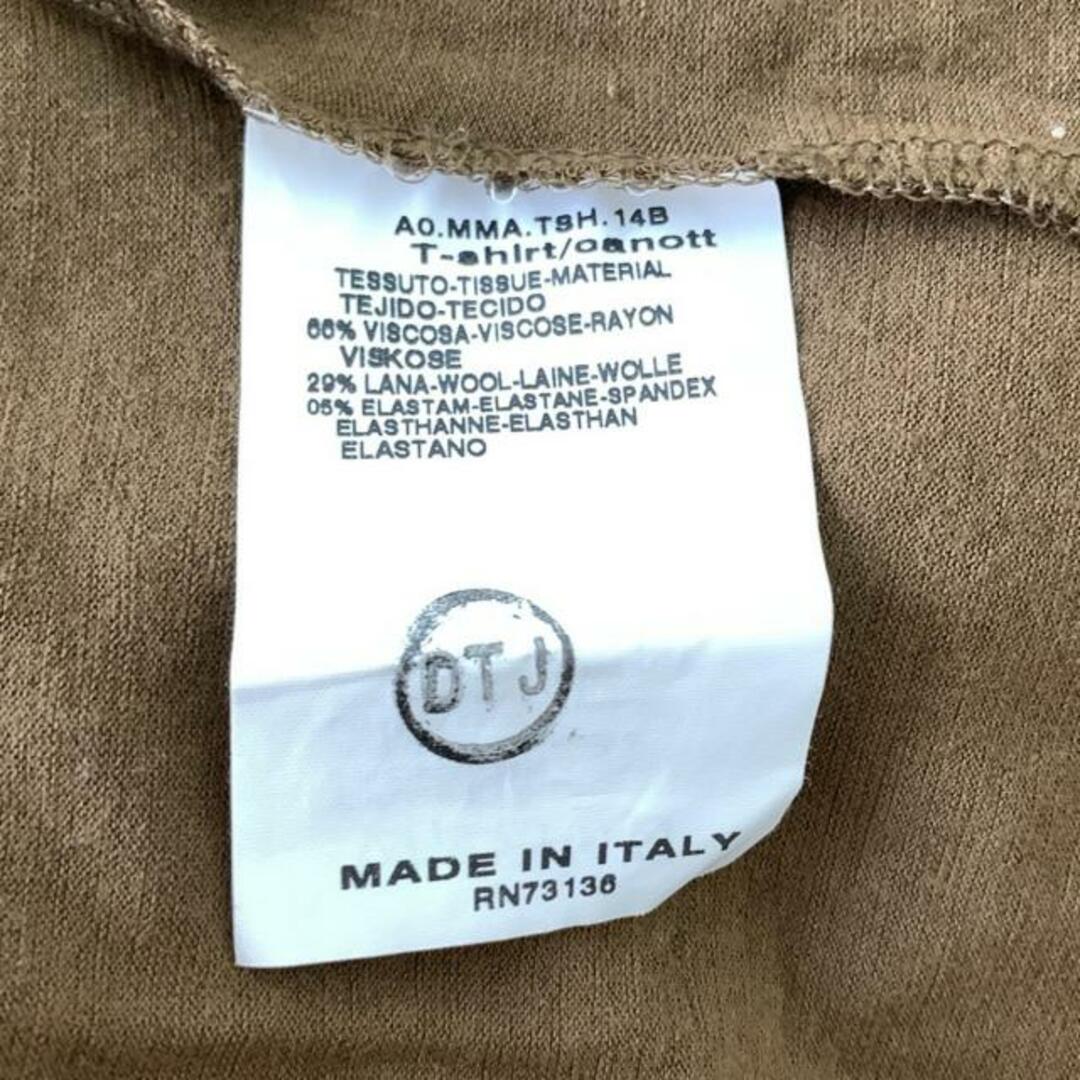 A0.MMA.TSH.14B
T-shirt/canott
TESSUTO-TISSUE-MATERIAL
TEJIDO-TECIDO
66% VISCOSA-VISCOSE-RAYON
VISKOSE
29% LANA-WOOL-LAINE-WOLLE
05% ELASTAM-ELASTANE-SPANDEX
ELASTHANNE-ELASTHAN
ELASTANO
DTJ
MADE IN ITALY
RN73136